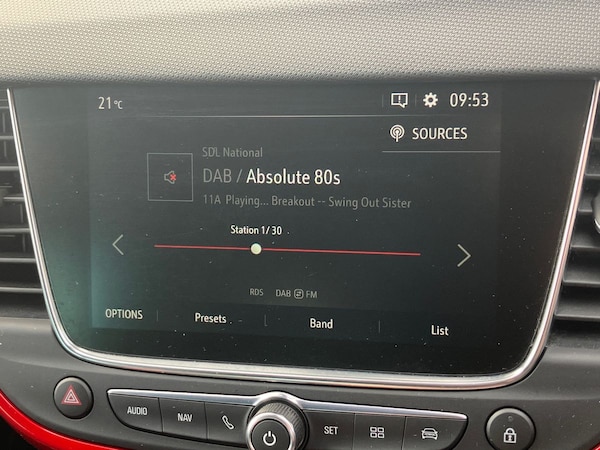 21°C 09:53
SOURCES
SDL National
DAB / Absolute 80s
11A Playing... Breakout -- Swing Out Sister
Station 1/30
RDS DAB FM
OPTIONS Presets Band List
AUDIO NAV SET